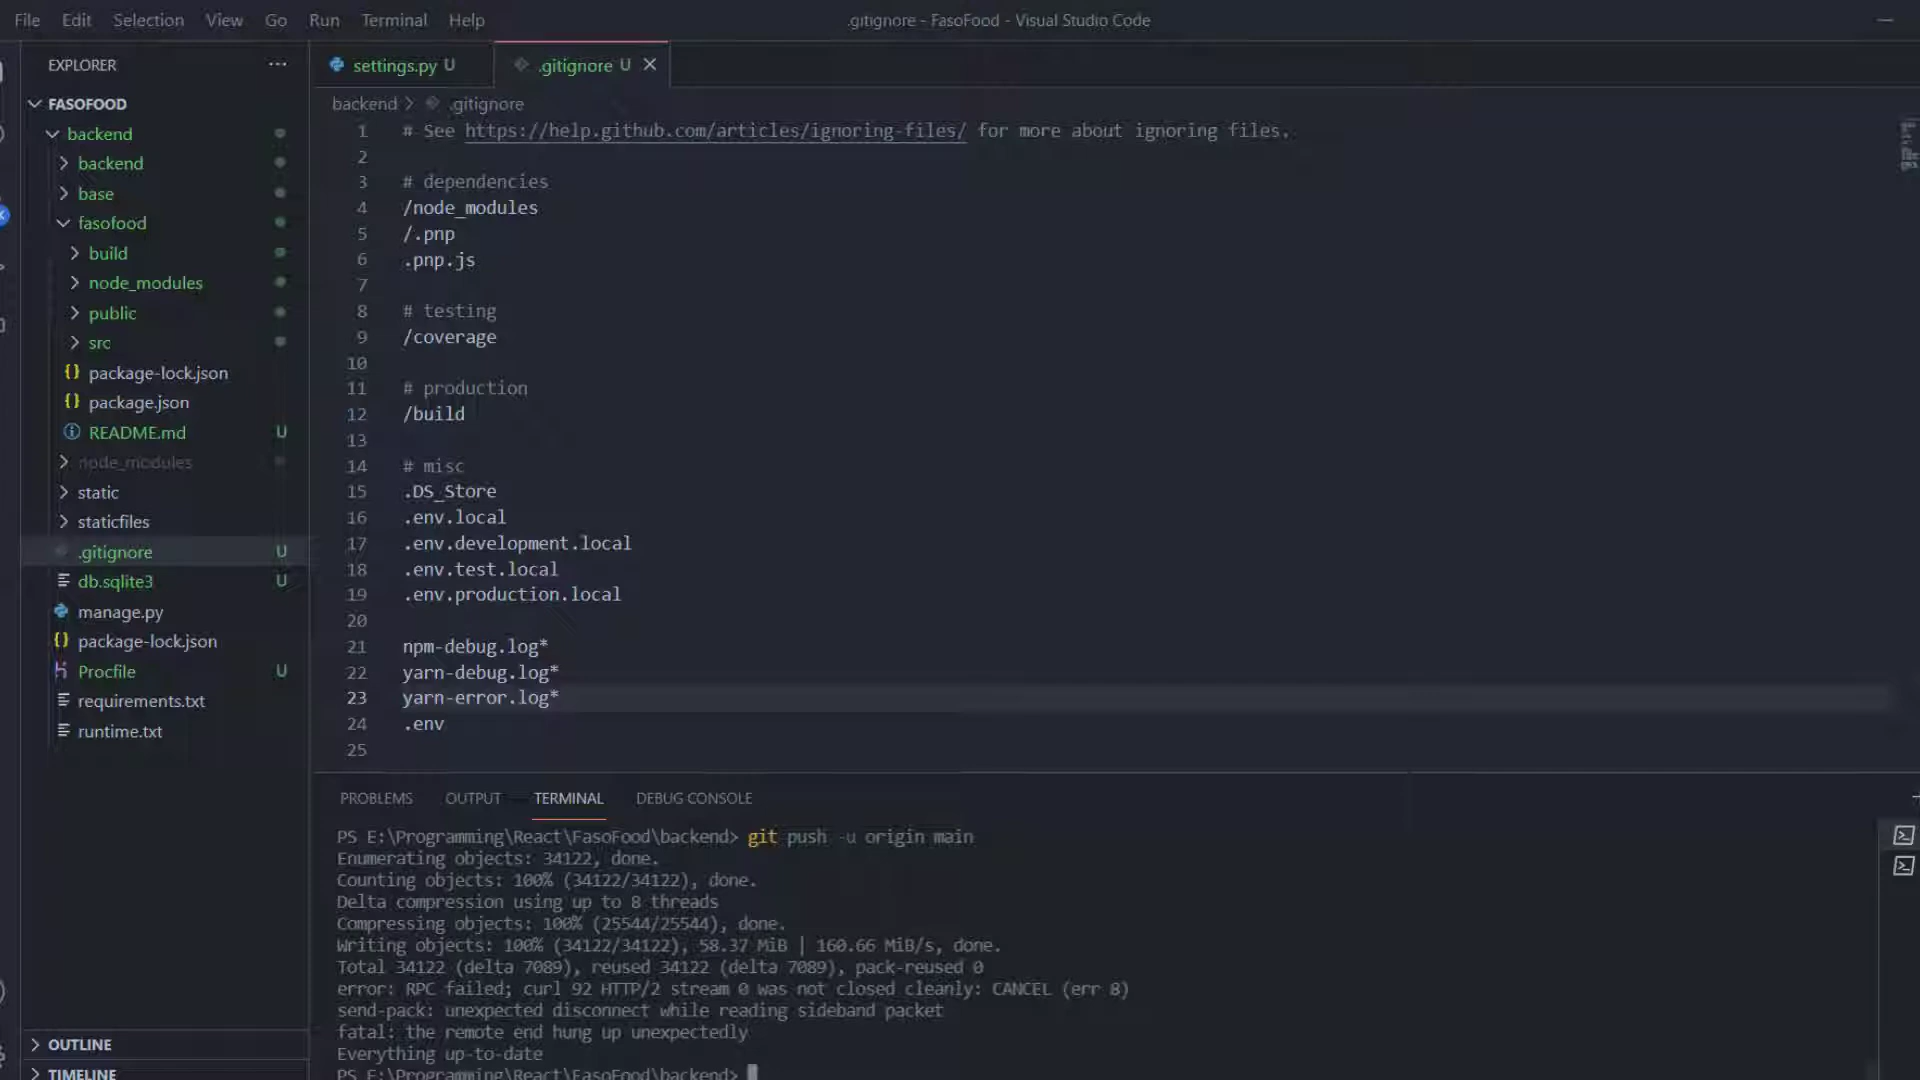 File Edit Selection View Go Run Terminal Help
.gitignore - FasoFood - Visual Studio Code
EXPLORER
FASOFOOD
backend
backend
base
fasofood
build
node_modules
public
src
package-lock.json
package.json
README.md U
node_modules
static
staticfiles
.gitignore U
db.sqlite3 U
manage.py
package-lock.json
Procfile U
requirements.txt
runtime.txt
OUTLINE
TIMELINE
settings.py U
.gitignore U
backend > .gitignore
1 # See https://help.github.com/articles/ignoring-files/ for more about ignoring files.
2
3 # dependencies
4 /node_modules
5 /.pnp
6 .pnp.js
7
8 # testing
9 /coverage
10
11 # production
12 /build
13
14 # misc
15 .DS_Store
16 .env.local
17 .env.development.local
18 .env.test.local
19 .env.production.local
20
21 npm-debug.log*
22 yarn-debug.log*
23 yarn-error.log*
24 .env
25
PROBLEMS OUTPUT TERMINAL DEBUG CONSOLE
PS E:\Programming\React\FasoFood\backend> git push -u origin main
Enumerating objects: 34122, done.
Counting objects: 100% (34122/34122), done.
Delta compression using up to 8 threads
Compressing objects: 100% (25544/25544), done.
Writing objects: 100% (34122/34122), 58.37 MiB | 160.66 MiB/s, done.
Total 34122 (delta 7089), reused 34122 (delta 7089), pack-reused 0
error: RPC failed; curl 92 HTTP/2 stream 0 was not closed cleanly: CANCEL (err 8)
send-pack: unexpected disconnect while reading sideband packet
fatal: the remote end hung up unexpectedly
Everything up-to-date
PS E:\Programming\React\FasoFood\backend>